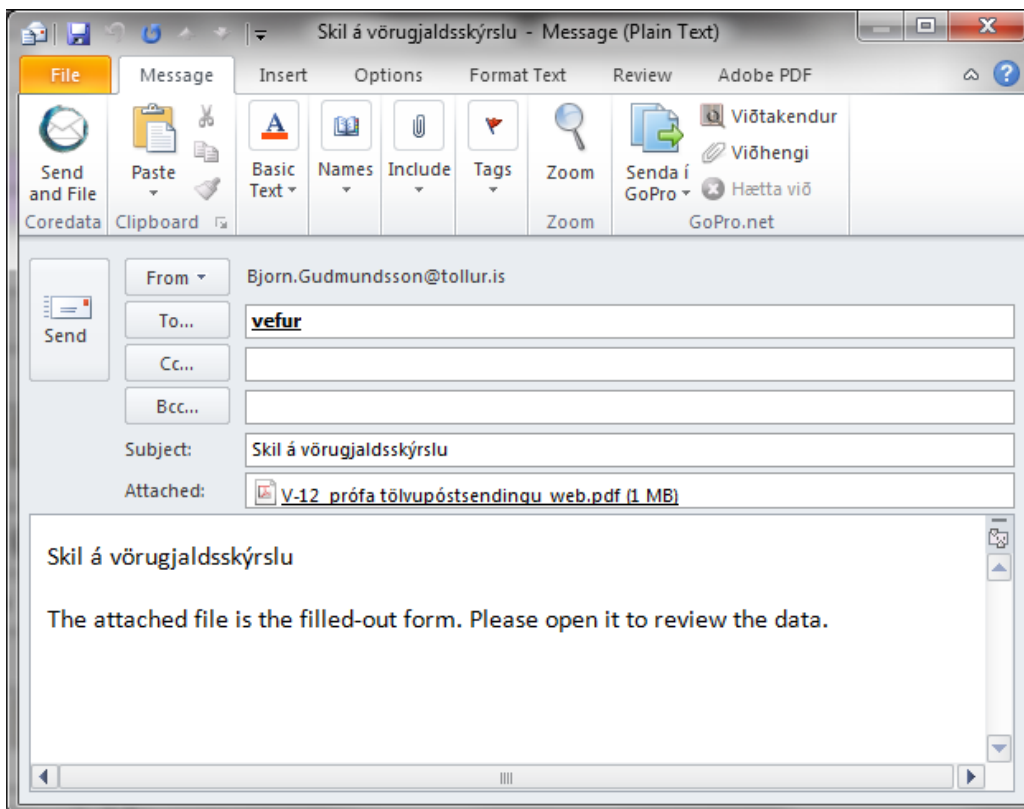 Skil á vörugjaldsskýrslu - Message (Plain Text)
File Message Insert Options Format Text Review Adobe PDF
Send and File
Paste
Basic Text
Names
Include
Tags
Zoom
Senda í GoPro
Viðtakendur
Viðhengi
Hætta við
Coredata Clipboard Zoom GoPro.net
Send
From Bjorn.Gudmundsson@tollur.is
To... vefur
Cc...
Bcc...
Subject: Skil á vörugjaldsskýrslu
Attached: V-12_prófa tölvupóstsendingu_web.pdf (1 MB)
Skil á vörugjaldsskýrslu
The attached file is the filled-out form. Please open it to review the data.